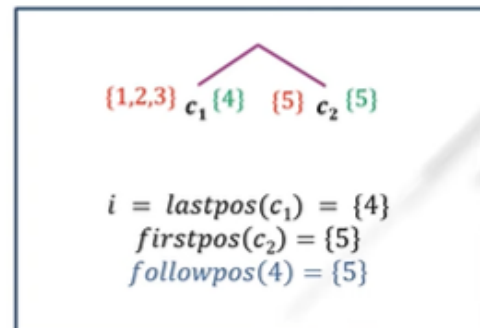 {1,2,3} c₁ {4} {5} c₂ {5}
i = lastpos(c₁) = {4}
firstpos(c₂) = {5}
followpos(4) = {5}